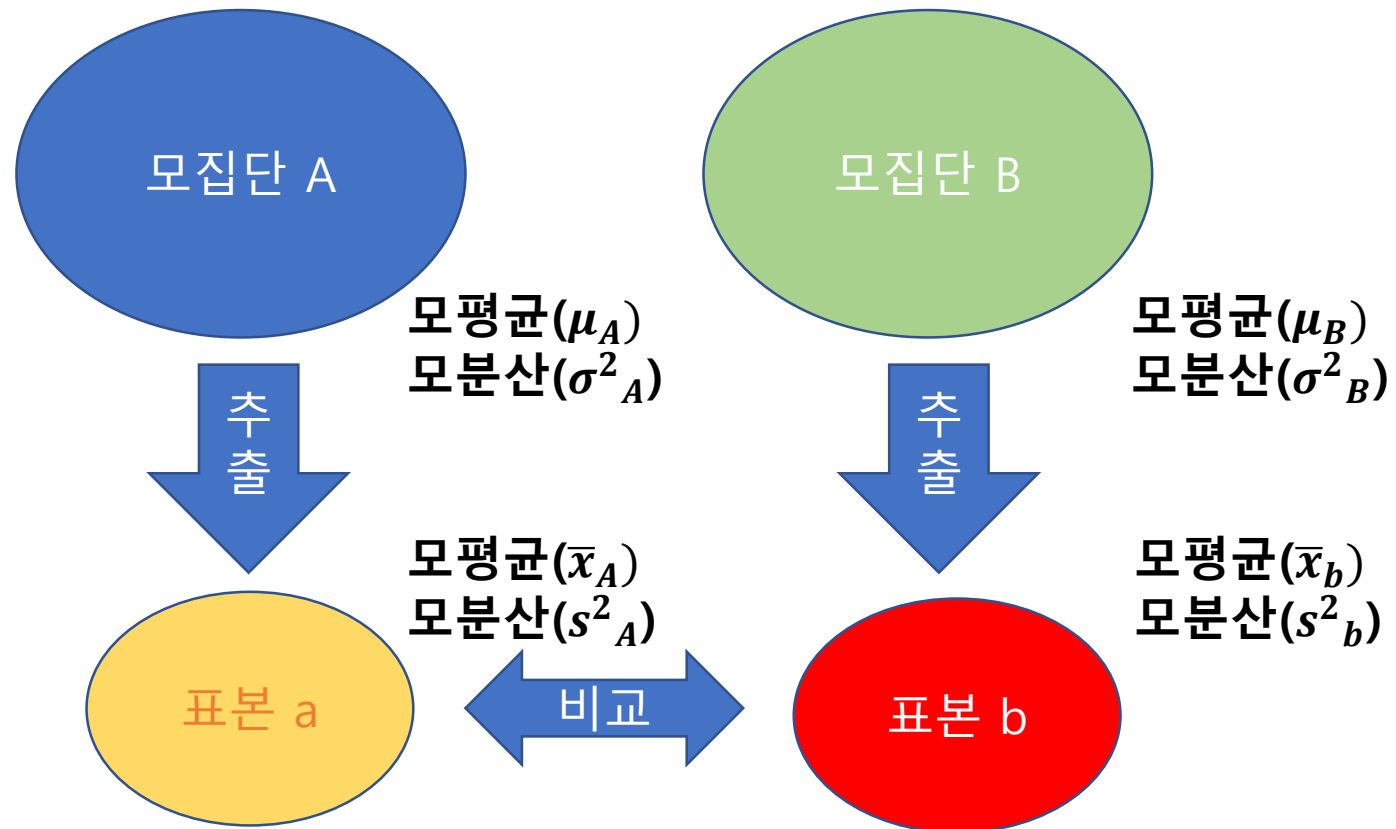 모집단 A
모집단 B
모평균(μ_A)
모분산(σ²_A)
모평균(μ_B)
모분산(σ²_B)
추
출
추
출
모평균(x̅_A)
모분산(s²_A)
모평균(x̅_b)
모분산(s²_b)
표본 a
비교
표본 b